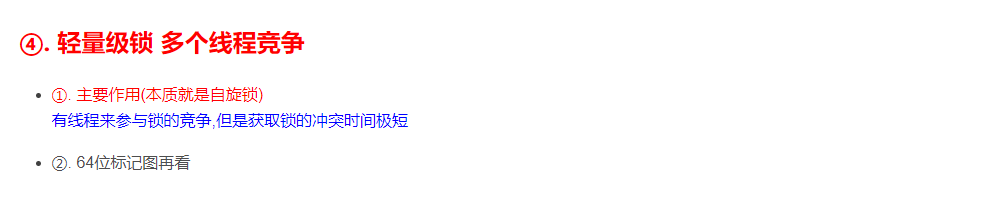 ④. 轻量级锁 多个线程竞争
①. 主要作用(本质就是自旋锁)
有线程来参与锁的竞争,但是获取锁的冲突时间极短
②. 64位标记图再看